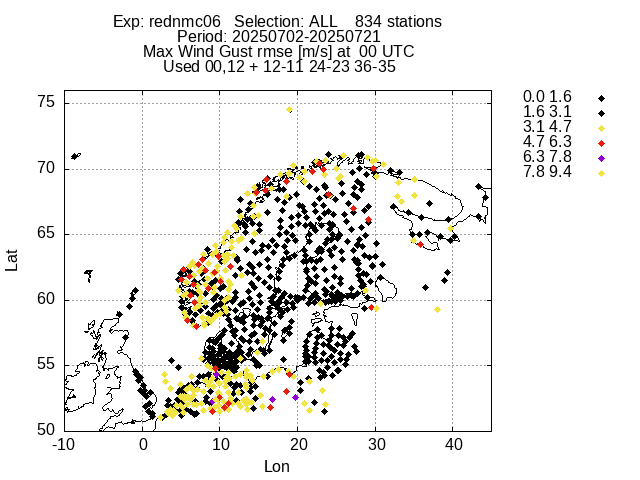 Exp: rednmc06 Selection: ALL 834 stations
Period: 20250702-20250721
Max Wind Gust rmse [m/s] at 00 UTC
Used 00,12 + 12-11 24-23 36-35
0.0 1.6
1.6 3.1
3.1 4.7
4.7 6.3
6.3 7.8
7.8 9.4
75
70
65
60
55
50
Lat
-10 0 10 20 30 40
Lon